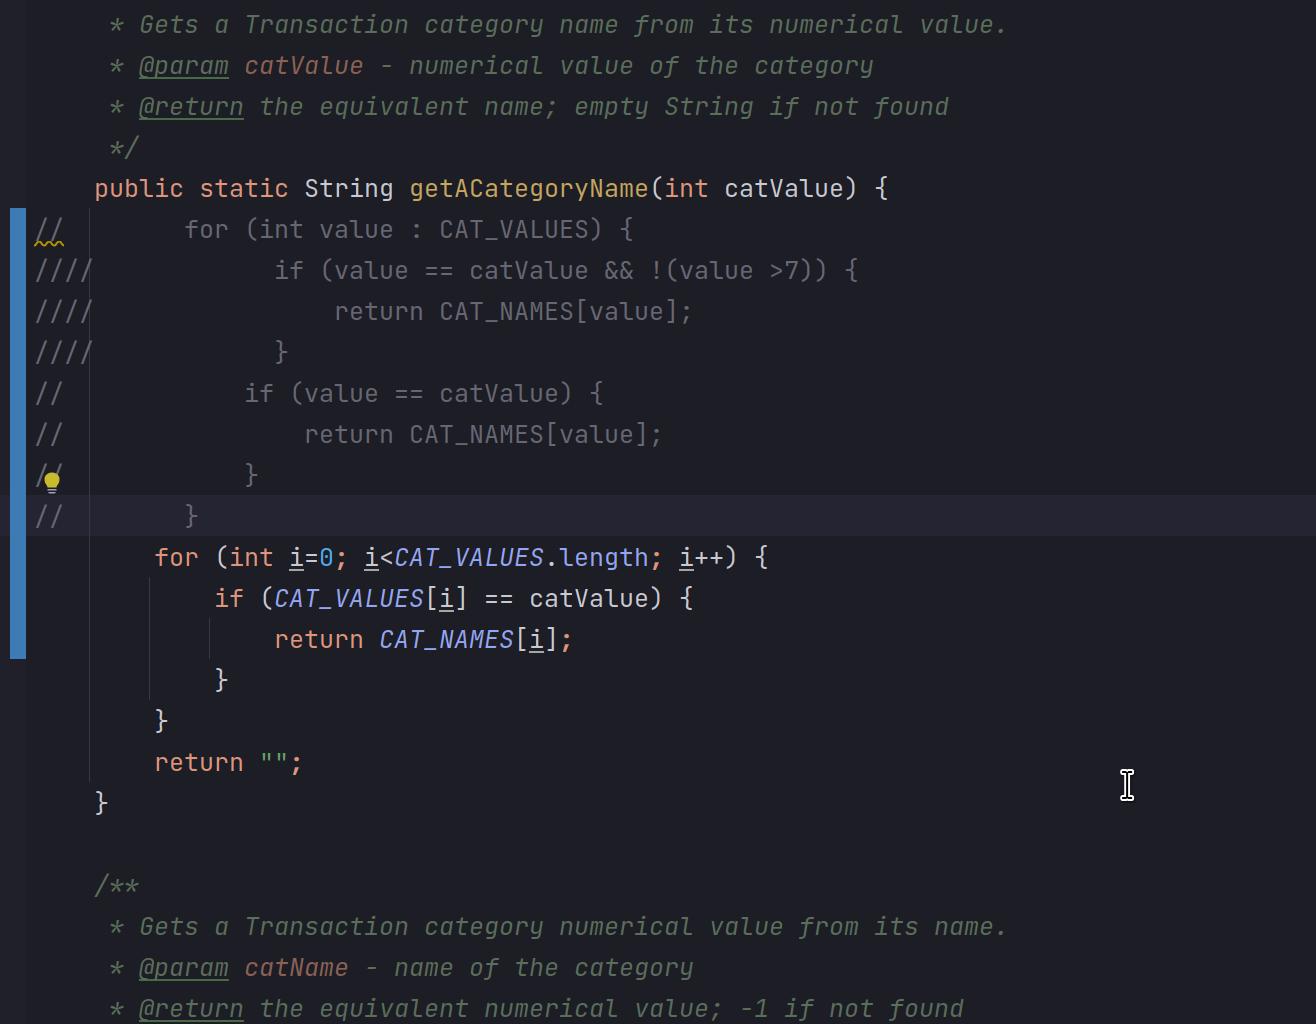 * Gets a Transaction category name from its numerical value.
* @param catValue - numerical value of the category
* @return the equivalent name; empty String if not found
*/
public static String getACategoryName(int catValue) {
//        for (int value : CAT_VALUES) {
////            if (value == catValue && !(value >7)) {
////                return CAT_NAMES[value];
////            }
//            if (value == catValue) {
//                return CAT_NAMES[value];
//            }
//        }
for (int i=0; i<CAT_VALUES.length; i++) {
if (CAT_VALUES[i] == catValue) {
return CAT_NAMES[i];
}
}
return "";
}
/**
* Gets a Transaction category numerical value from its name.
* @param catName - name of the category
* @return the equivalent numerical value; -1 if not found